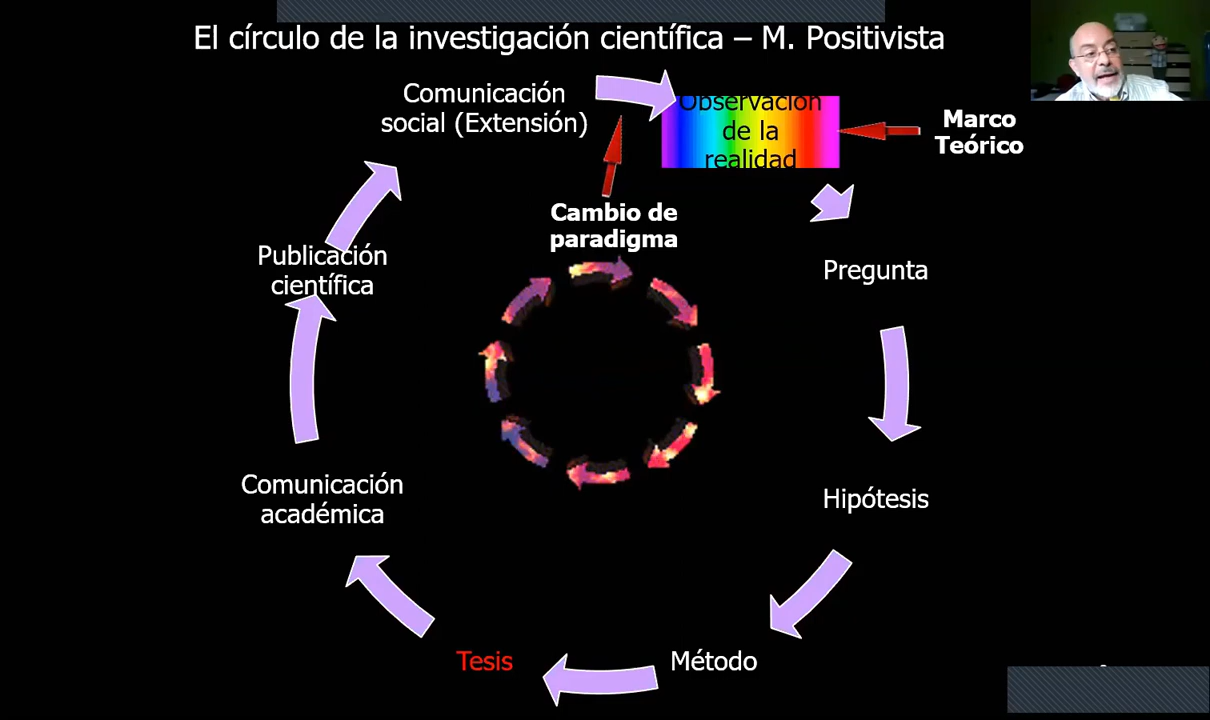 El círculo de la investigación científica – M. Positivista
Comunicación
social (Extensión)
Observación
de la
realidad
Marco
Teórico
Cambio de
paradigma
Publicación
científica
Pregunta
Comunicación
académica
Hipótesis
Tesis
Método